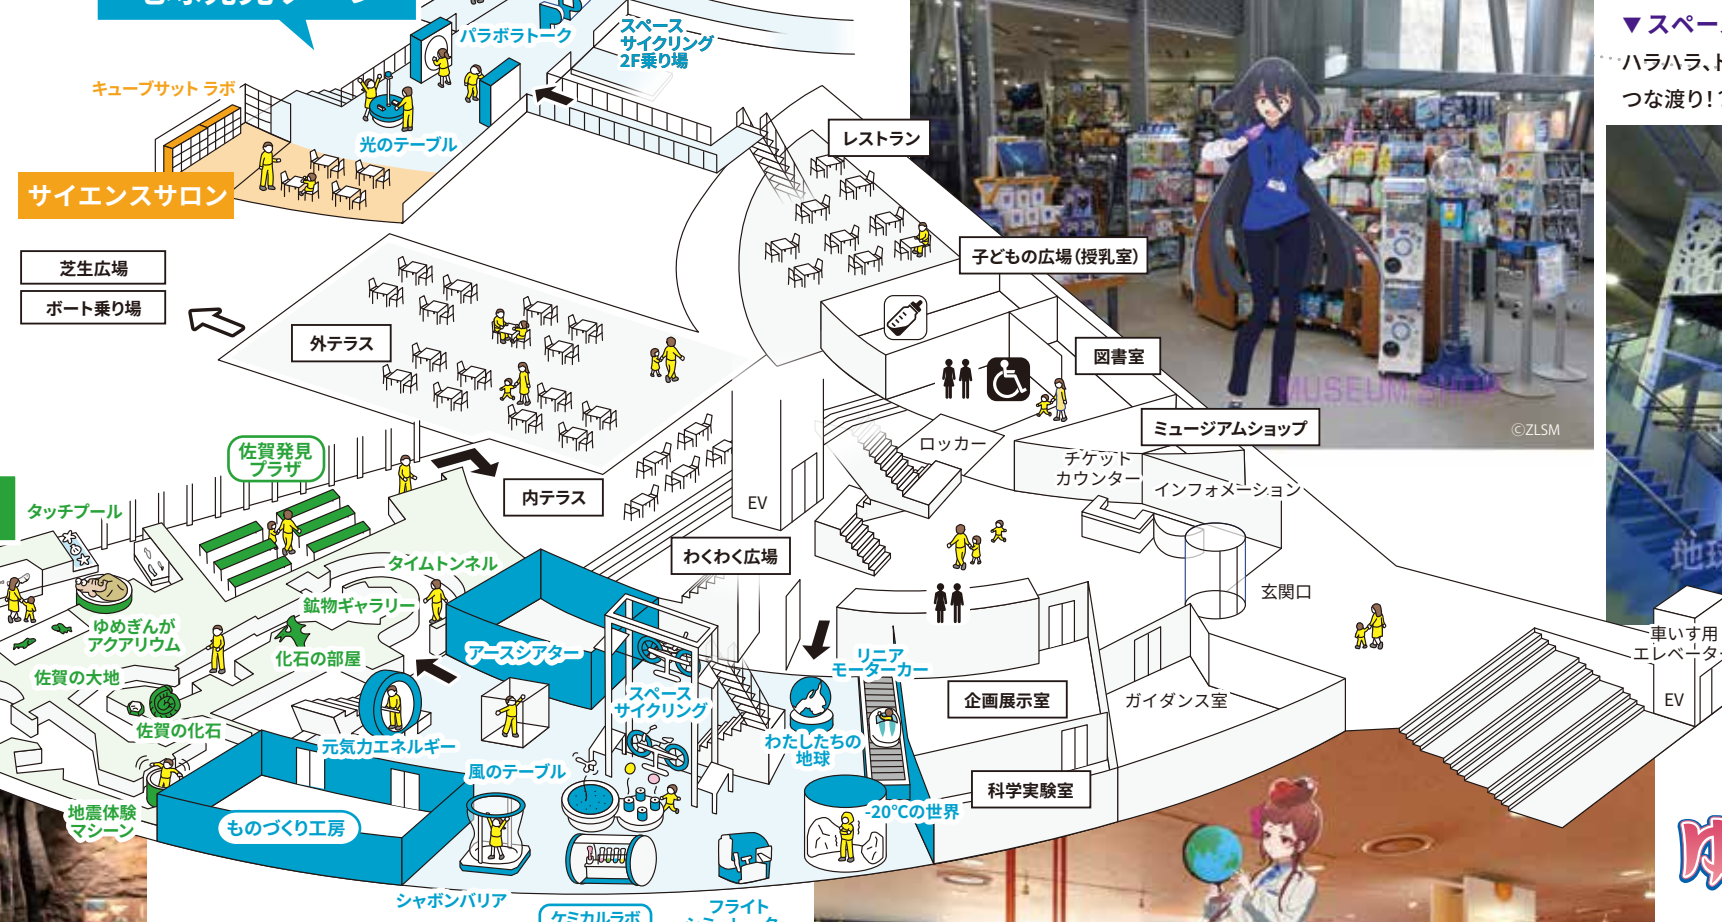 パラボラトーク
スペース
サイクリング
2F乗り場
キューブサット ラボ
光のテーブル
サイエンスサロン
レストラン
芝生広場
ボート乗り場
外テラス
子どもの広場(授乳室)
図書室
ミュージアムショップ
MUSEUM SHOP
©ZLSM
▼スペー
ハラハラ、
つな渡り!
佐賀発見
プラザ
内テラス
EV
ロッカー
チケット
カウンター
インフォメーション
タッチプール
タイムトンネル
わくわく広場
鉱物ギャラリー
玄関口
ゆめぎんが
アクアリウム
化石の部屋
アースシアター
リニア
モーターカー
車いす用
エレベーター
EV
佐賀の大地
スペース
サイクリング
企画展示室
ガイダンス室
佐賀の化石
元気力エネルギー
わたしたちの
地球
風のテーブル
科学実験室
地震体験
マシーン
ものづくり工房
-20℃の世界
シャボンバリア
ケミカルラボ
フライト
地球
ゆ